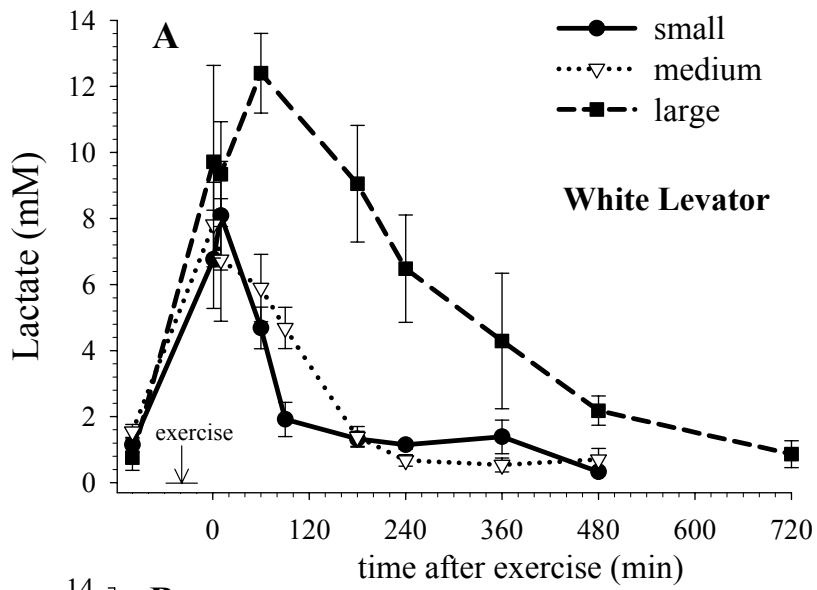 A
small
medium
large
White Levator
Lactate (mM)
14
12
10
8
6
4
2
0
exercise
0 120 240 360 480 600 720
time after exercise (min)
14